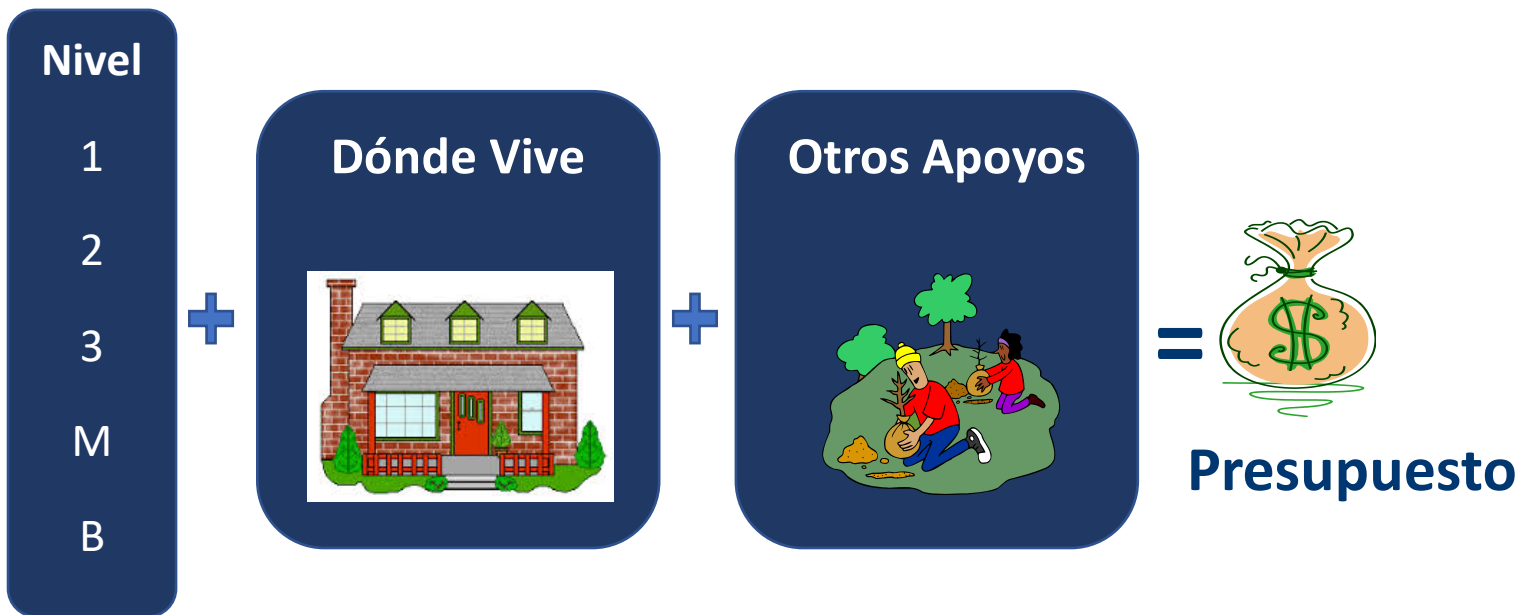 Nivel
1
2
3
M
B
+
Dónde Vive
+
Otros Apoyos
=
$
Presupuesto